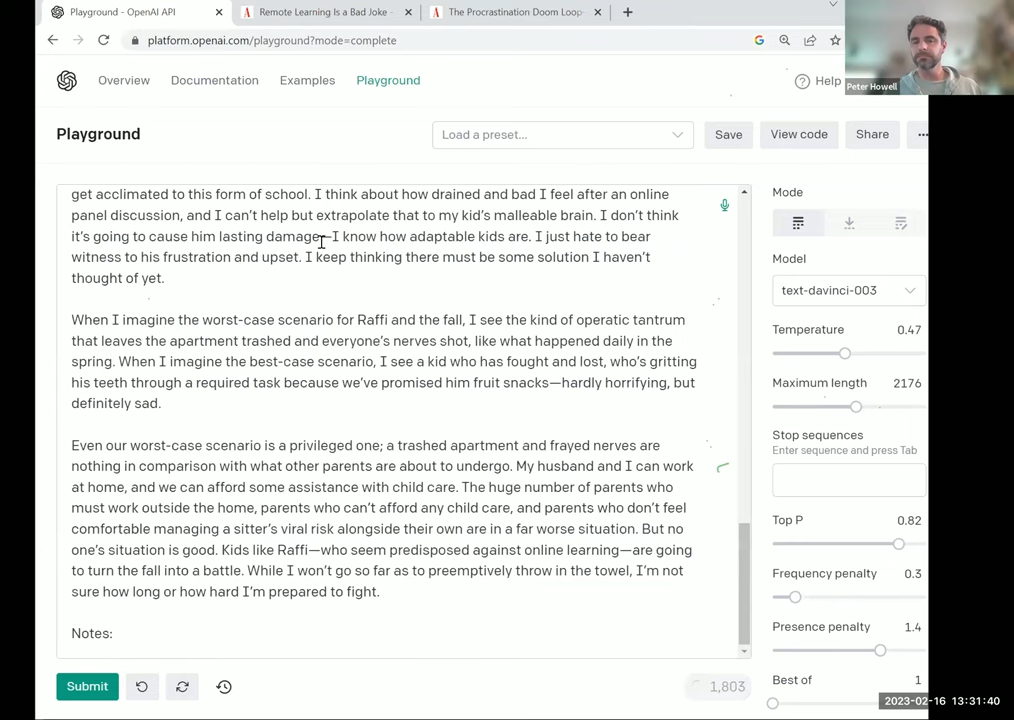 Playground - OpenAI API
Remote Learning Is a Bad Joke -
The Procrastination Doom Loop-
platform.openai.com/playground?mode=complete
Overview
Documentation
Examples
Playground
Help
Peter Howell
Playground
Load a preset...
Save
View code
Share
get acclimated to this form of school. I think about how drained and bad I feel after an online
panel discussion, and I can't help but extrapolate that to my kid's malleable brain. I don't think
it's going to cause him lasting damage—I know how adaptable kids are. I just hate to bear
witness to his frustration and upset. I keep thinking there must be some solution I haven't
thought of yet.
When I imagine the worst-case scenario for Raffi and the fall, I see the kind of operatic tantrum
that leaves the apartment trashed and everyone's nerves shot, like what happened daily in the
spring. When I imagine the best-case scenario, I see a kid who has fought and lost, who's gritting
his teeth through a required task because we've promised him fruit snacks—hardly horrifying, but
definitely sad.
Even our worst-case scenario is a privileged one; a trashed apartment and frayed nerves are
nothing in comparison with what other parents are about to undergo. My husband and I can work
at home, and we can afford some assistance with child care. The huge number of parents who
must work outside the home, parents who can't afford any child care, and parents who don't feel
comfortable managing a sitter's viral risk alongside their own are in a far worse situation. But no
one's situation is good. Kids like Raffi—who seem predisposed against online learning—are going
to turn the fall into a battle. While I won't go so far as to preemptively throw in the towel, I'm not
sure how long or how hard I'm prepared to fight.
Notes:
Submit
1,803
Mode
Model
text-davinci-003
Temperature 0.47
Maximum length 2176
Stop sequences
Enter sequence and press Tab
Top P 0.82
Frequency penalty 0.3
Presence penalty 1.4
Best of 1
2023-02-16 13:31:40